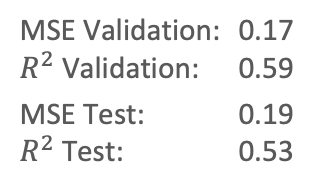 MSE Validation: 0.17
R² Validation: 0.59
MSE Test: 0.19
R² Test: 0.53